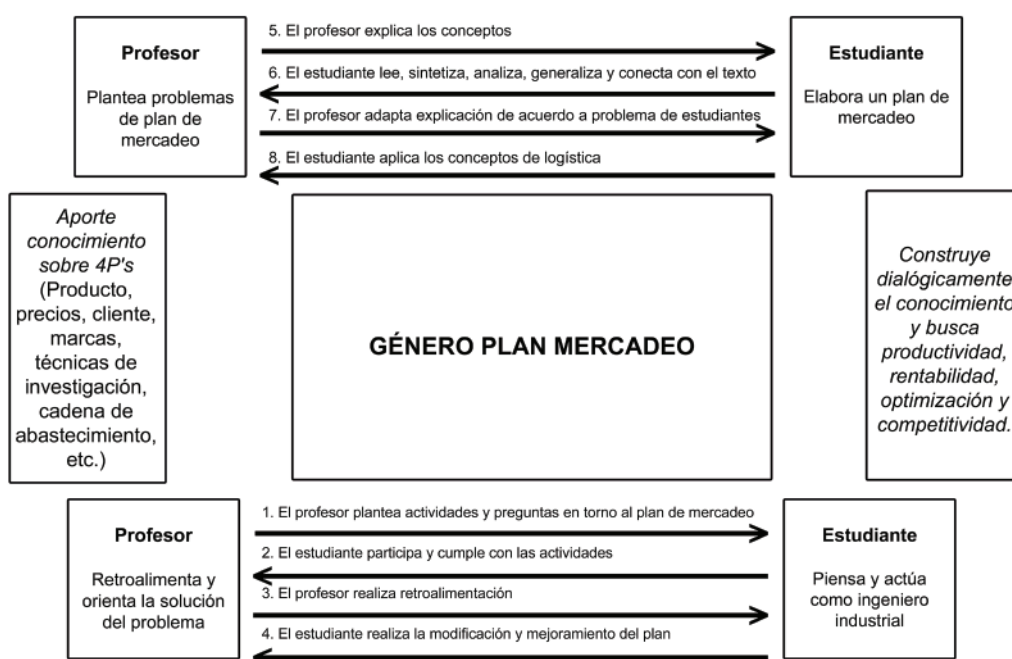 Profesor
Plantea problemas
de plan de
mercadeo
5. El profesor explica los conceptos
6. El estudiante lee, sintetiza, analiza, generaliza y conecta con el texto
7. El profesor adapta explicación de acuerdo a problema de estudiantes
8. El estudiante aplica los conceptos de logística
Estudiante
Elabora un plan de
mercadeo
Aporte
conocimiento
sobre 4P's
(Producto,
precios, cliente,
marcas,
técnicas de
investigación,
cadena de
abastecimiento,
etc.)
GÉNERO PLAN MERCADEO
Construye
dialógicamente
el conocimiento
y busca
productividad,
rentabilidad,
optimización y
competitividad.
Profesor
Retroalimenta y
orienta la solución
del problema
1. El profesor plantea actividades y preguntas en torno al plan de mercadeo
2. El estudiante participa y cumple con las actividades
3. El profesor realiza retroalimentación
4. El estudiante realiza la modificación y mejoramiento del plan
Estudiante
Piensa y actúa
como ingeniero
industrial